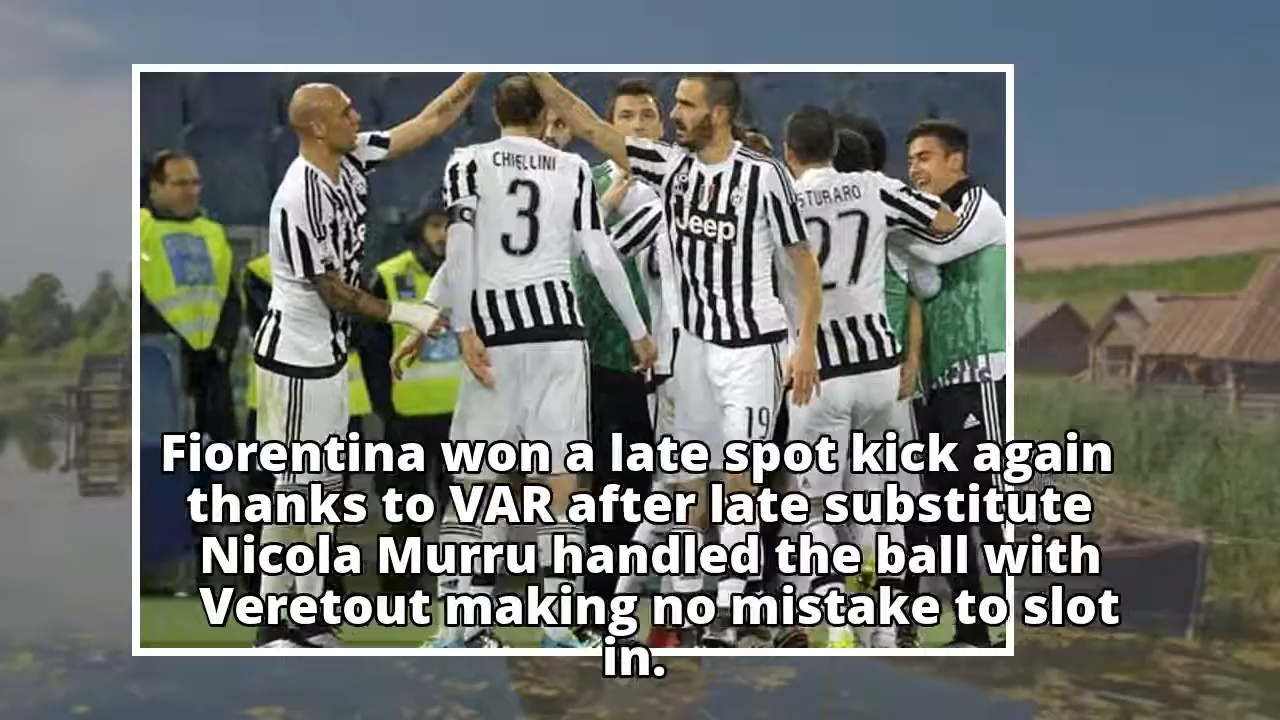 CHIELLINI
3
Jeep
STURARO
27
19
Fiorentina won a late spot kick again
thanks to VAR after late substitute
Nicola Murru handled the ball with
Veretout making no mistake to slot
in.